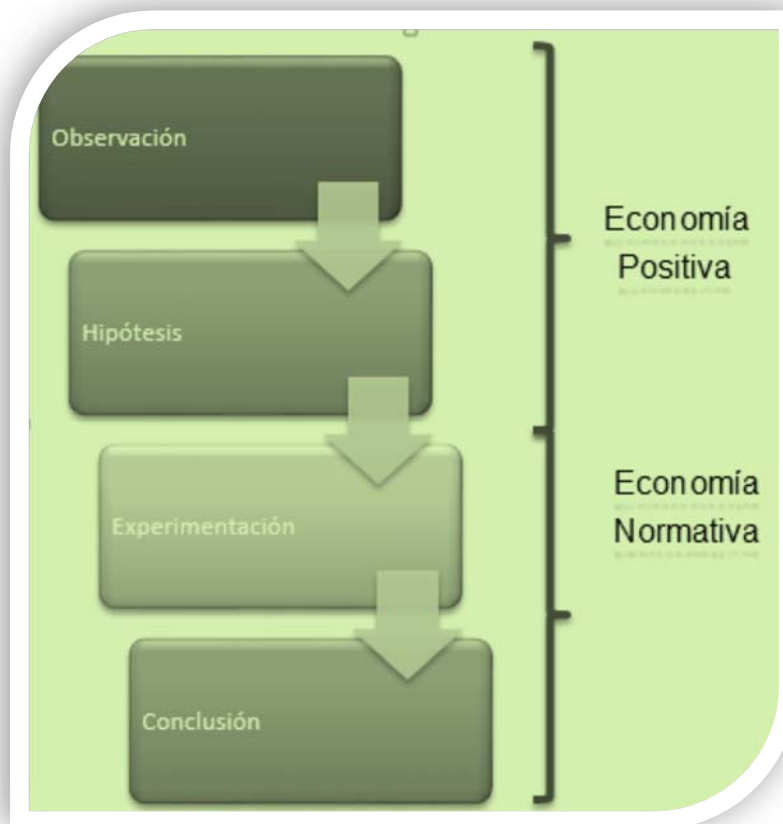 Observación
Hipótesis
Experimentación
Conclusión
Economía
Positiva
Economía
Normativa